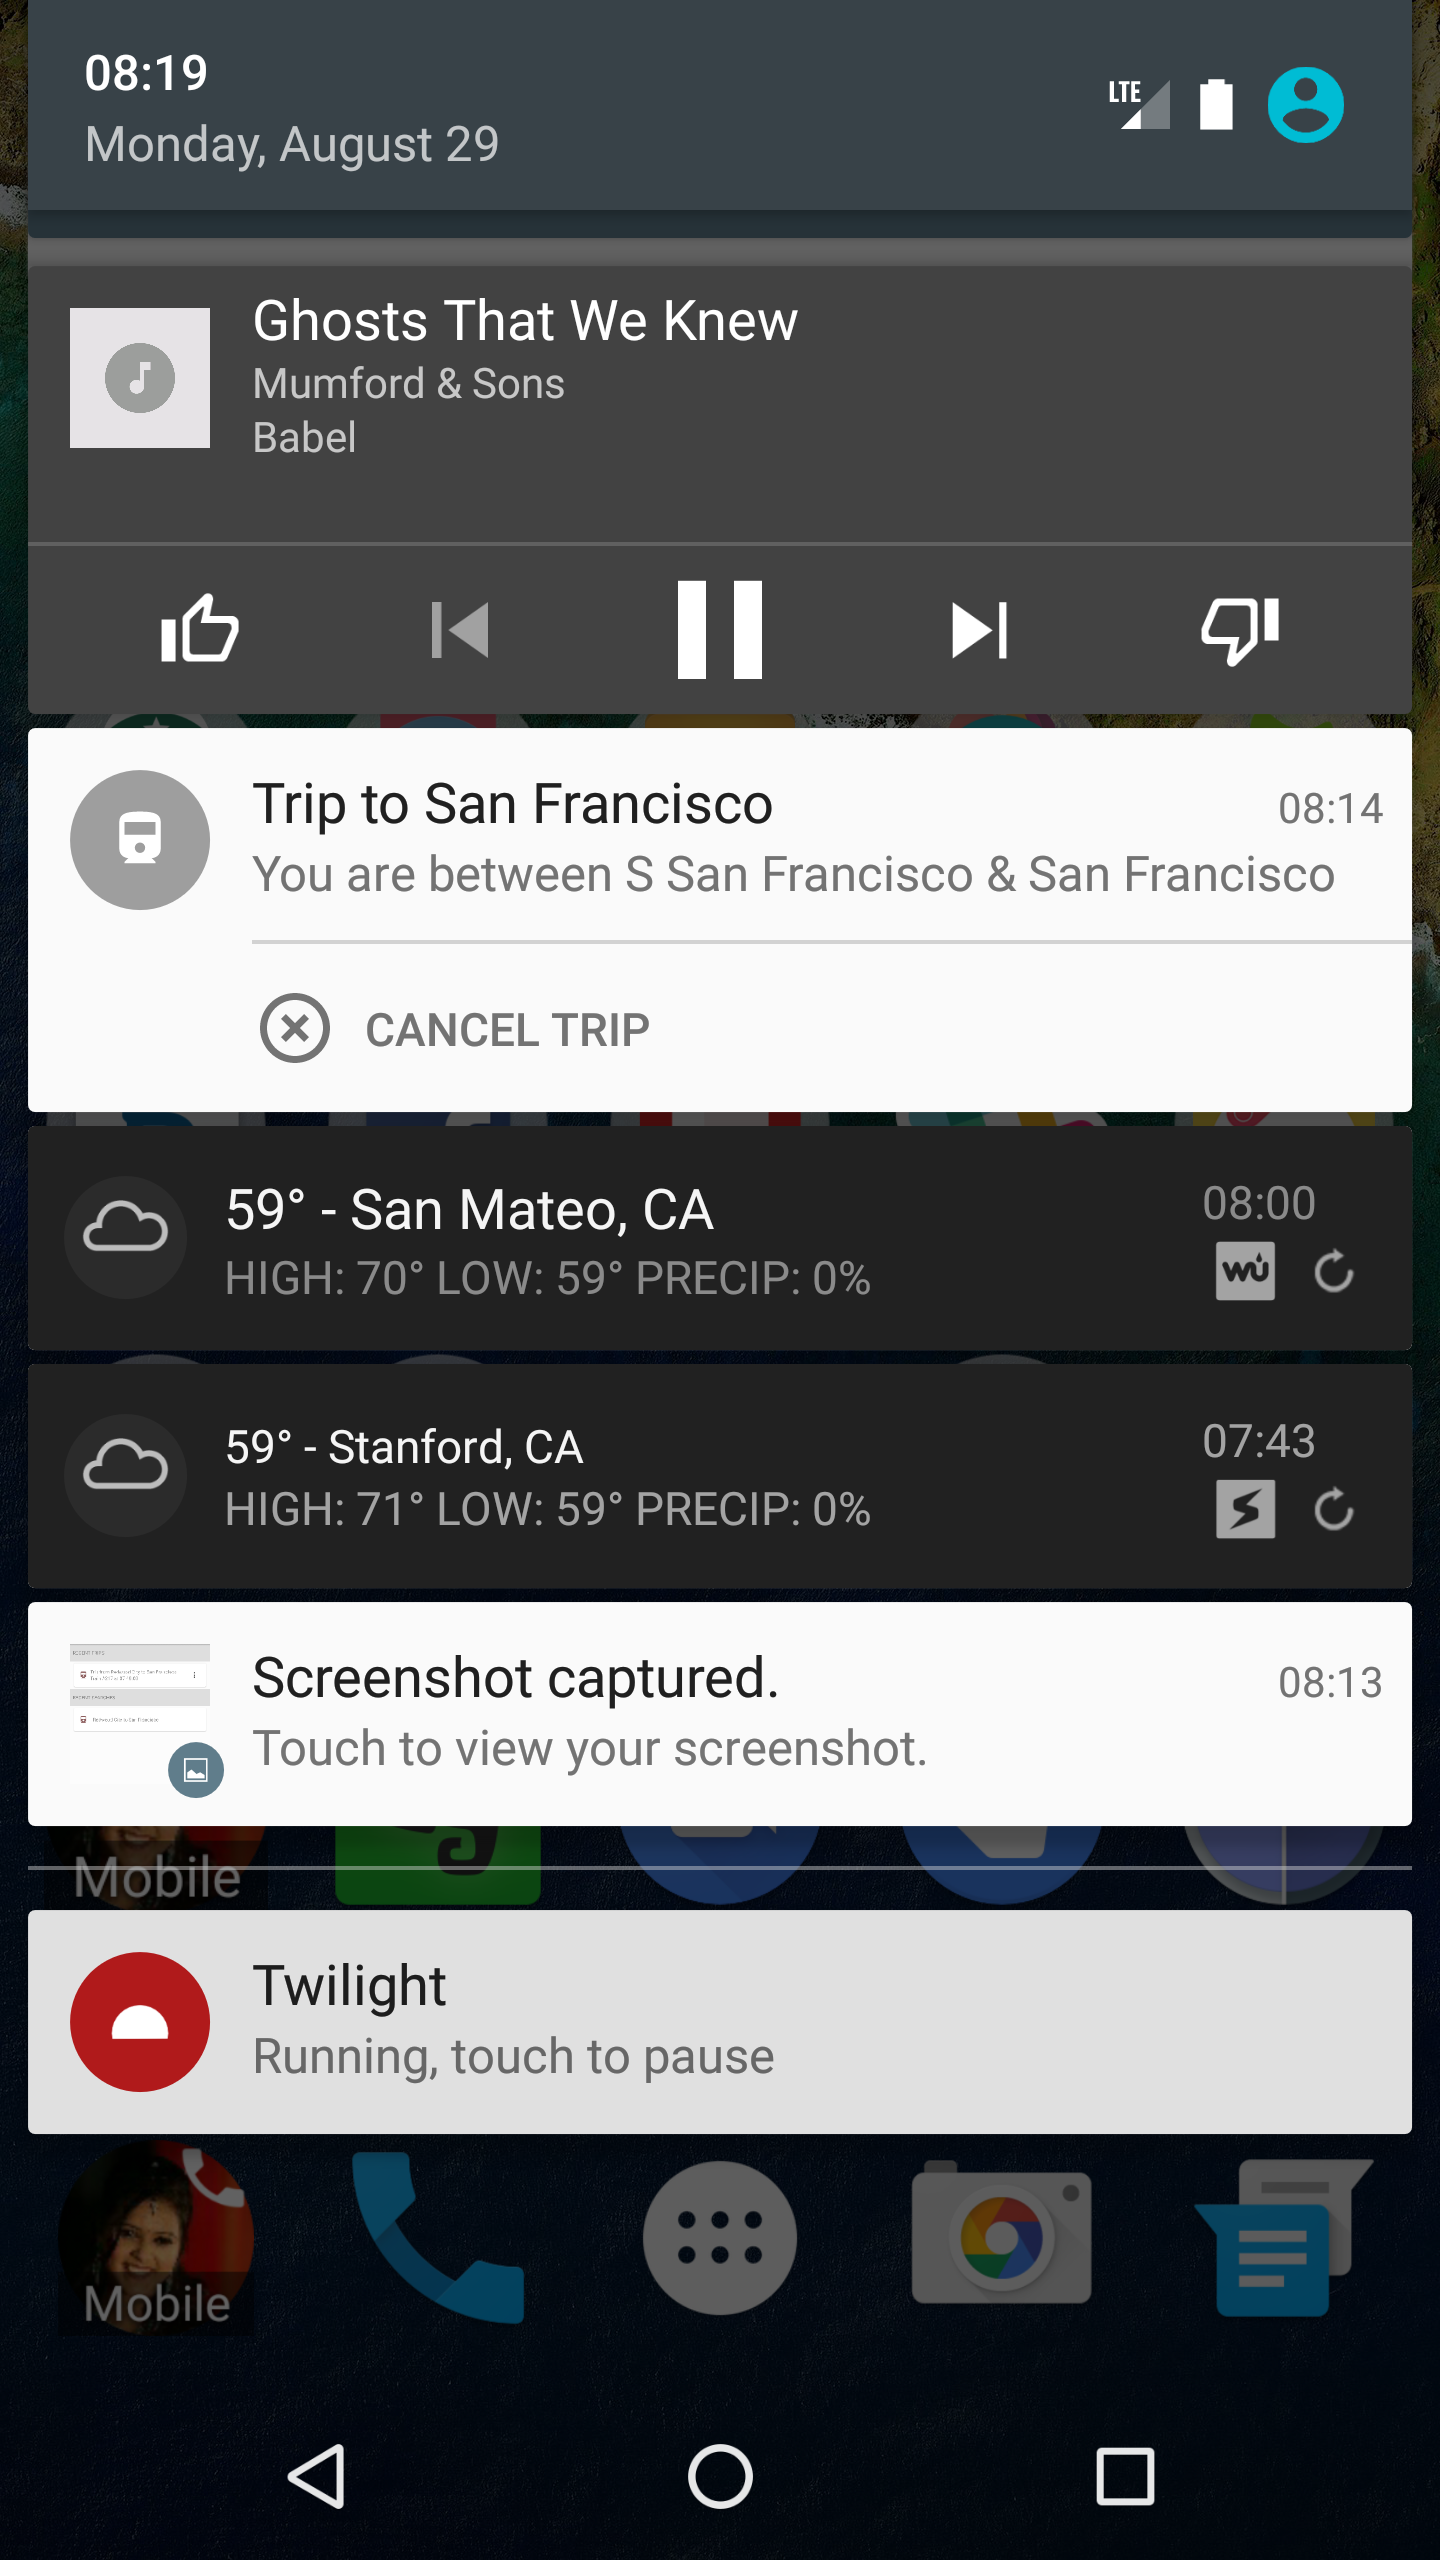 08:19
LTE
Monday, August 29
Ghosts That We Knew
Mumford & Sons
Babel
Trip to San Francisco
08:14
You are between S San Francisco & San Francisco
CANCEL TRIP
59° - San Mateo, CA
08:00
HIGH: 70° LOW: 59° PRECIP: 0%
wu
59° - Stanford, CA
07:43
HIGH: 71° LOW: 59° PRECIP: 0%
Screenshot captured.
08:13
Touch to view your screenshot.
Mobile
Twilight
Running, touch to pause
Mobile